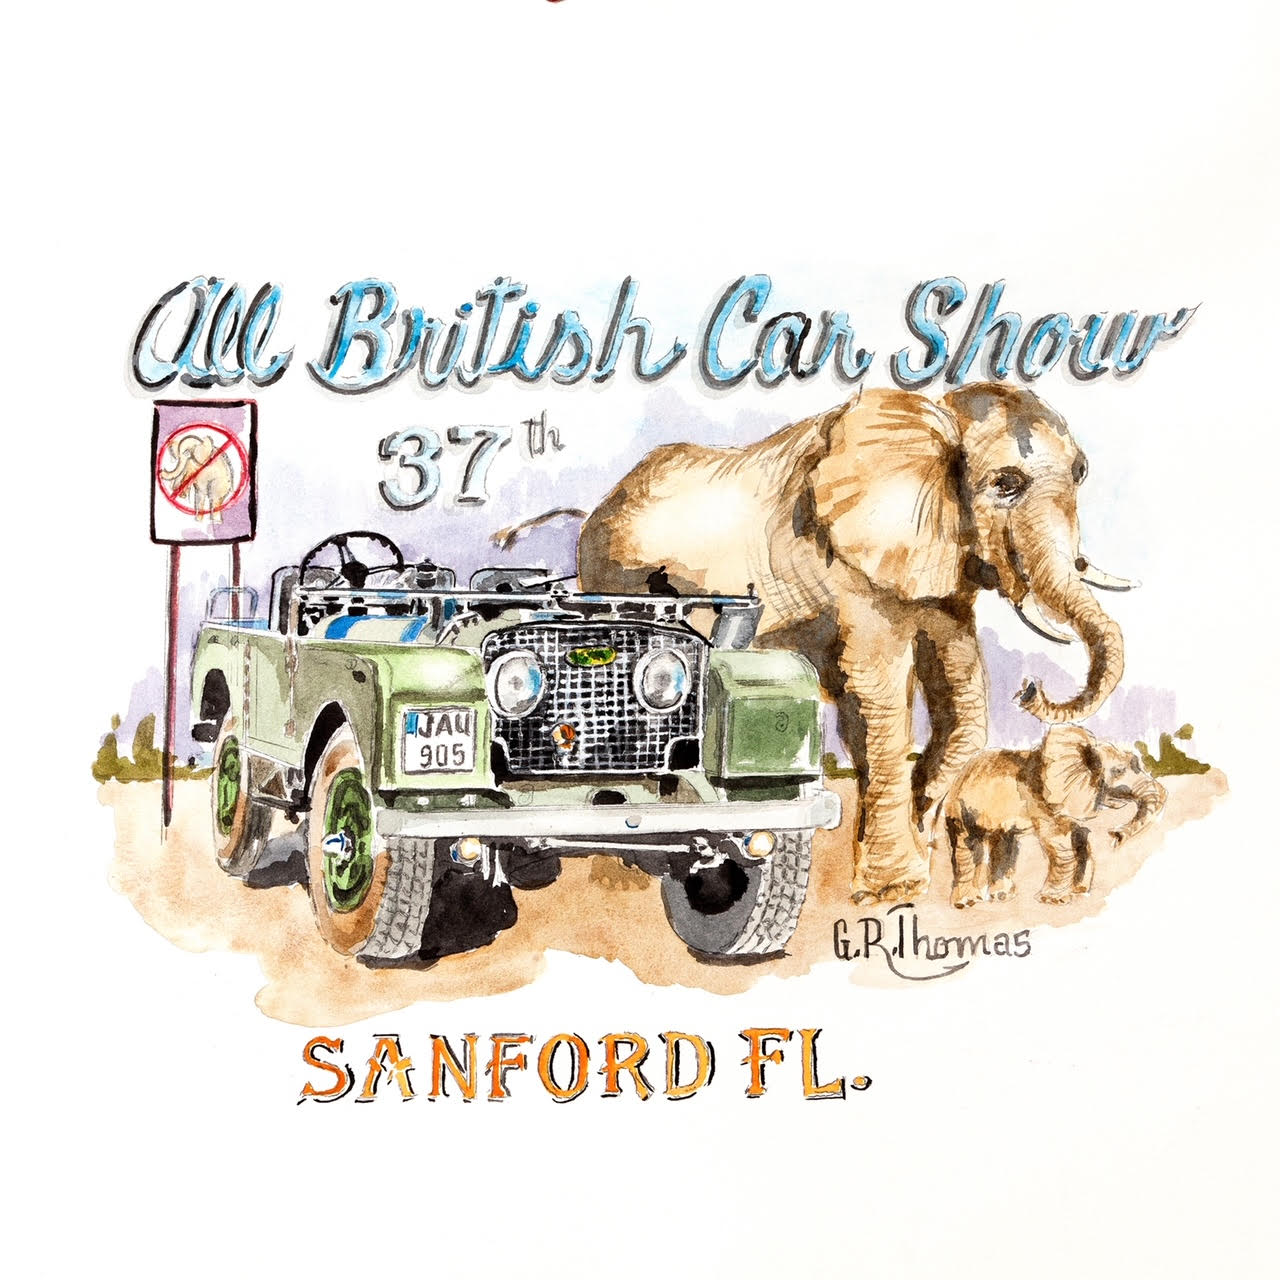 All British Car Show
37th
JAU
905
G.R.Thomas
SANFORD FL.